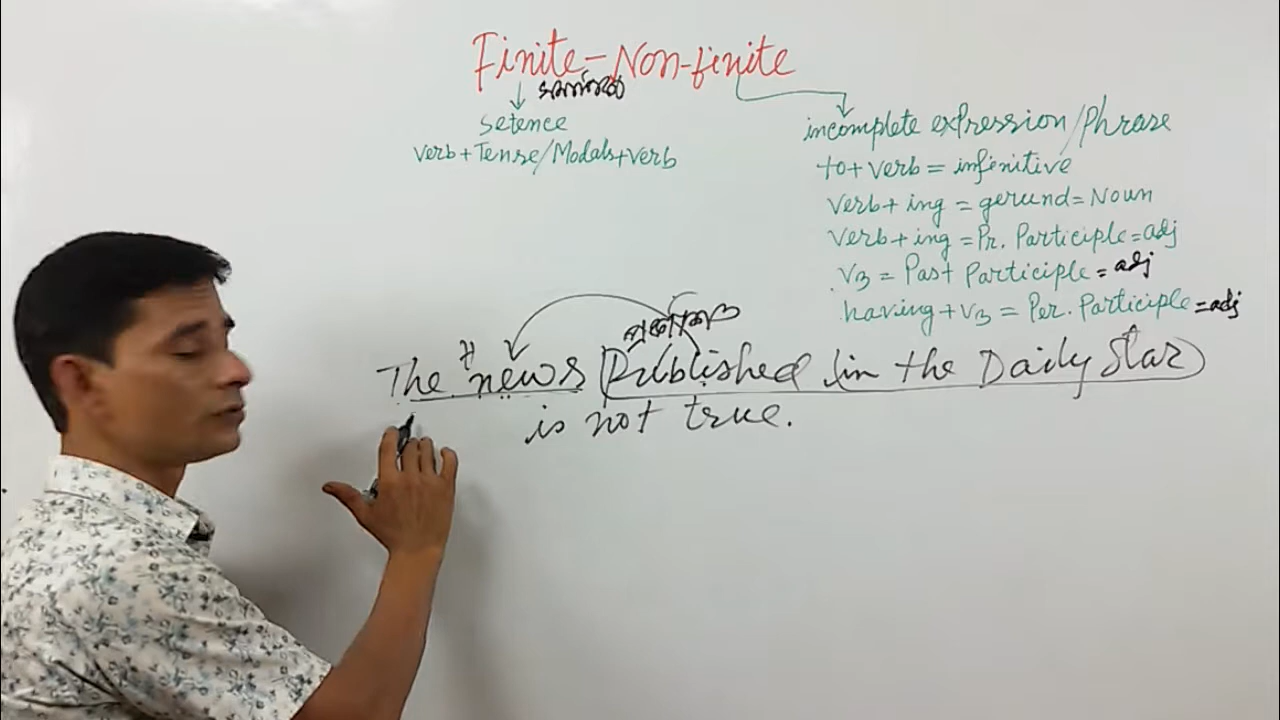 Finite-Non-finite
সমাপিকা
setence
verb+Tense/Modals+verb
incomplete expression/Phrase
to+verb = infinitive
verb+ing = gerund=Noun
verb+ing =Pr. Participle=adj
v3 = Past Participle = adj
having+v3 = Per. Participle=adj
প্রকাশিত
The news (Published in the Daily Star)
is not true.